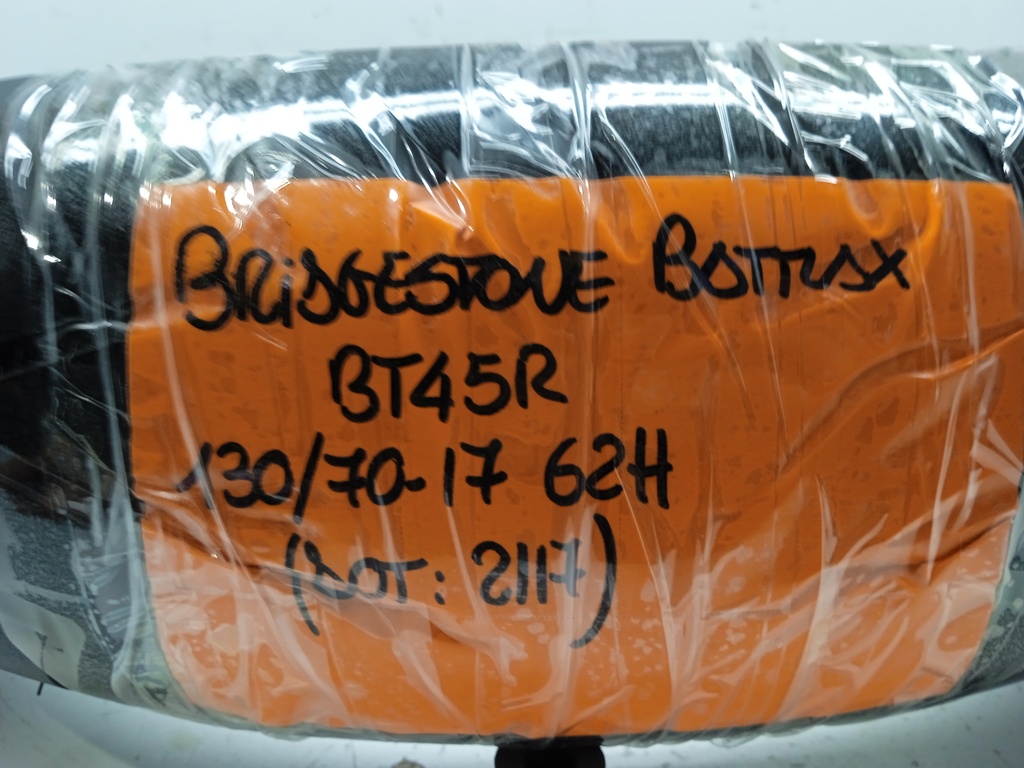 BRiDGESTONE BATTLAX
BT45R
130/70-17 62H
(DOT: 2117)